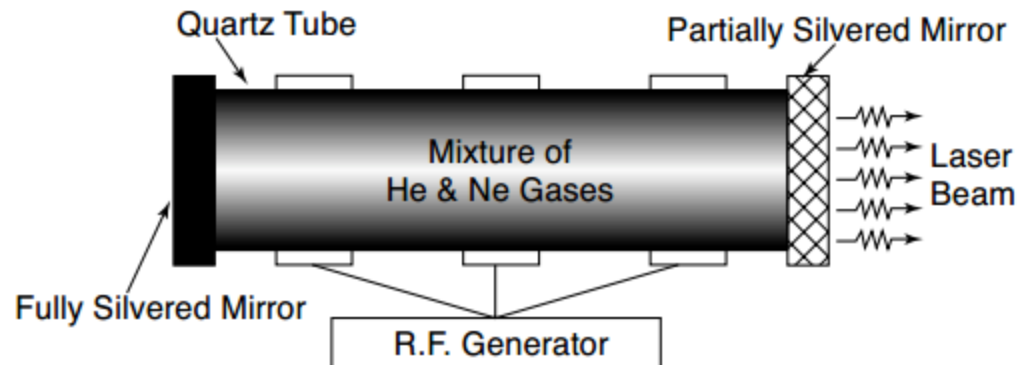 Quartz Tube
Partially Silvered Mirror
Mixture of
He & Ne Gases
Laser
Beam
Fully Silvered Mirror
R.F. Generator